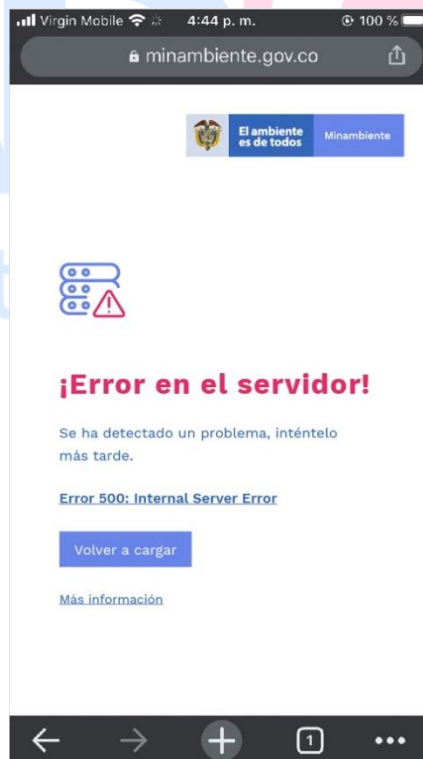 Virgin Mobile 4:44 p. m. 100 %
minambiente.gov.co
El ambiente
es de todos
Minambiente
¡Error en el servidor!
Se ha detectado un problema, inténtelo
más tarde.
Error 500: Internal Server Error
Volver a cargar
Más información
1